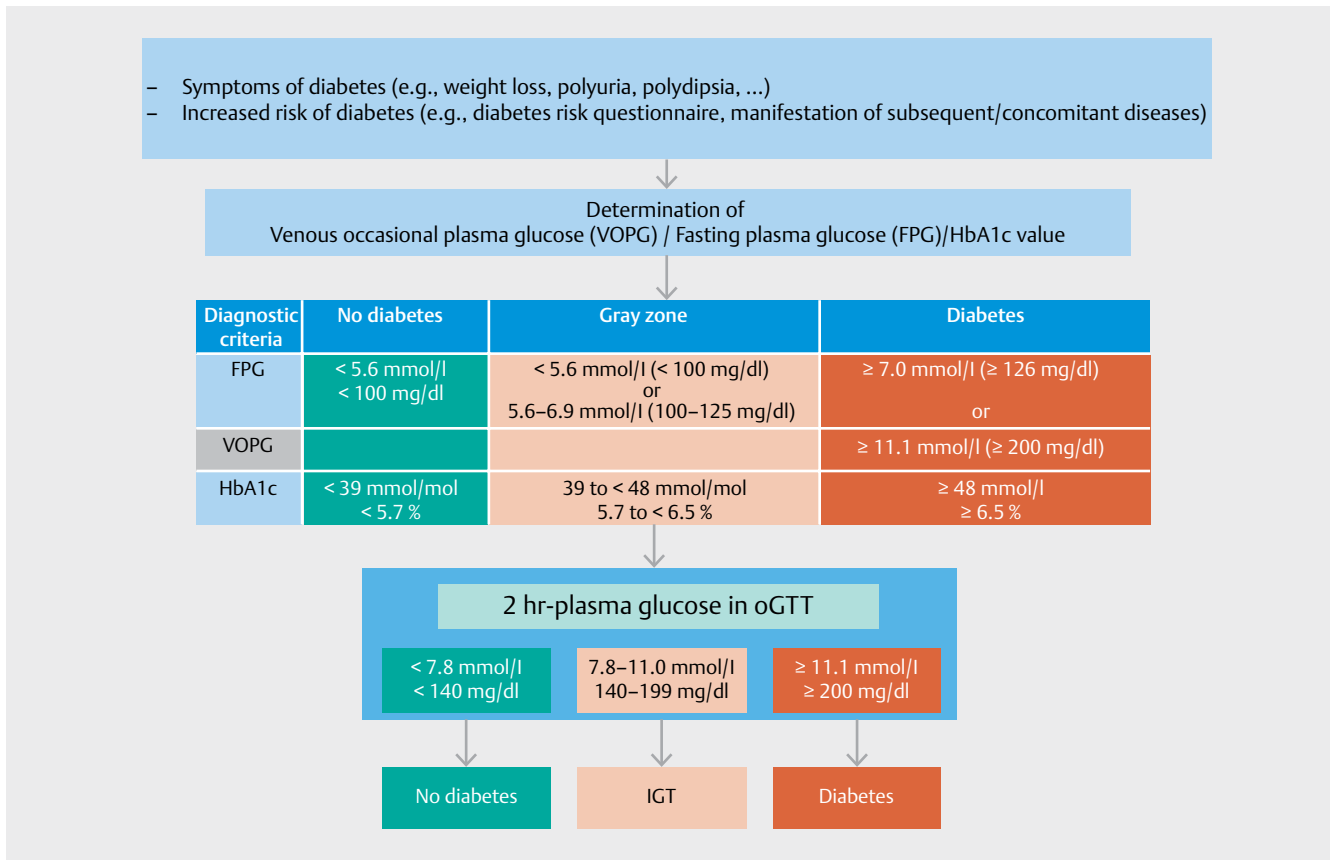 – Symptoms of diabetes (e.g., weight loss, polyuria, polydipsia, ...)
– Increased risk of diabetes (e.g., diabetes risk questionnaire, manifestation of subsequent/concomitant diseases)
Determination of
Venous occasional plasma glucose (VOPG) / Fasting plasma glucose (FPG)/HbA1c value
Diagnostic criteria
No diabetes
Gray zone
Diabetes
FPG
< 5.6 mmol/l
< 100 mg/dl
< 5.6 mmol/l (< 100 mg/dl)
or
5.6–6.9 mmol/l (100–125 mg/dl)
≥ 7.0 mmol/l (≥ 126 mg/dl)
or
VOPG
≥ 11.1 mmol/l (≥ 200 mg/dl)
HbA1c
< 39 mmol/mol
< 5.7 %
39 to < 48 mmol/mol
5.7 to < 6.5 %
≥ 48 mmol/l
≥ 6.5 %
2 hr-plasma glucose in oGTT
< 7.8 mmol/l
< 140 mg/dl
7.8–11.0 mmol/l
140–199 mg/dl
≥ 11.1 mmol/l
≥ 200 mg/dl
No diabetes
IGT
Diabetes